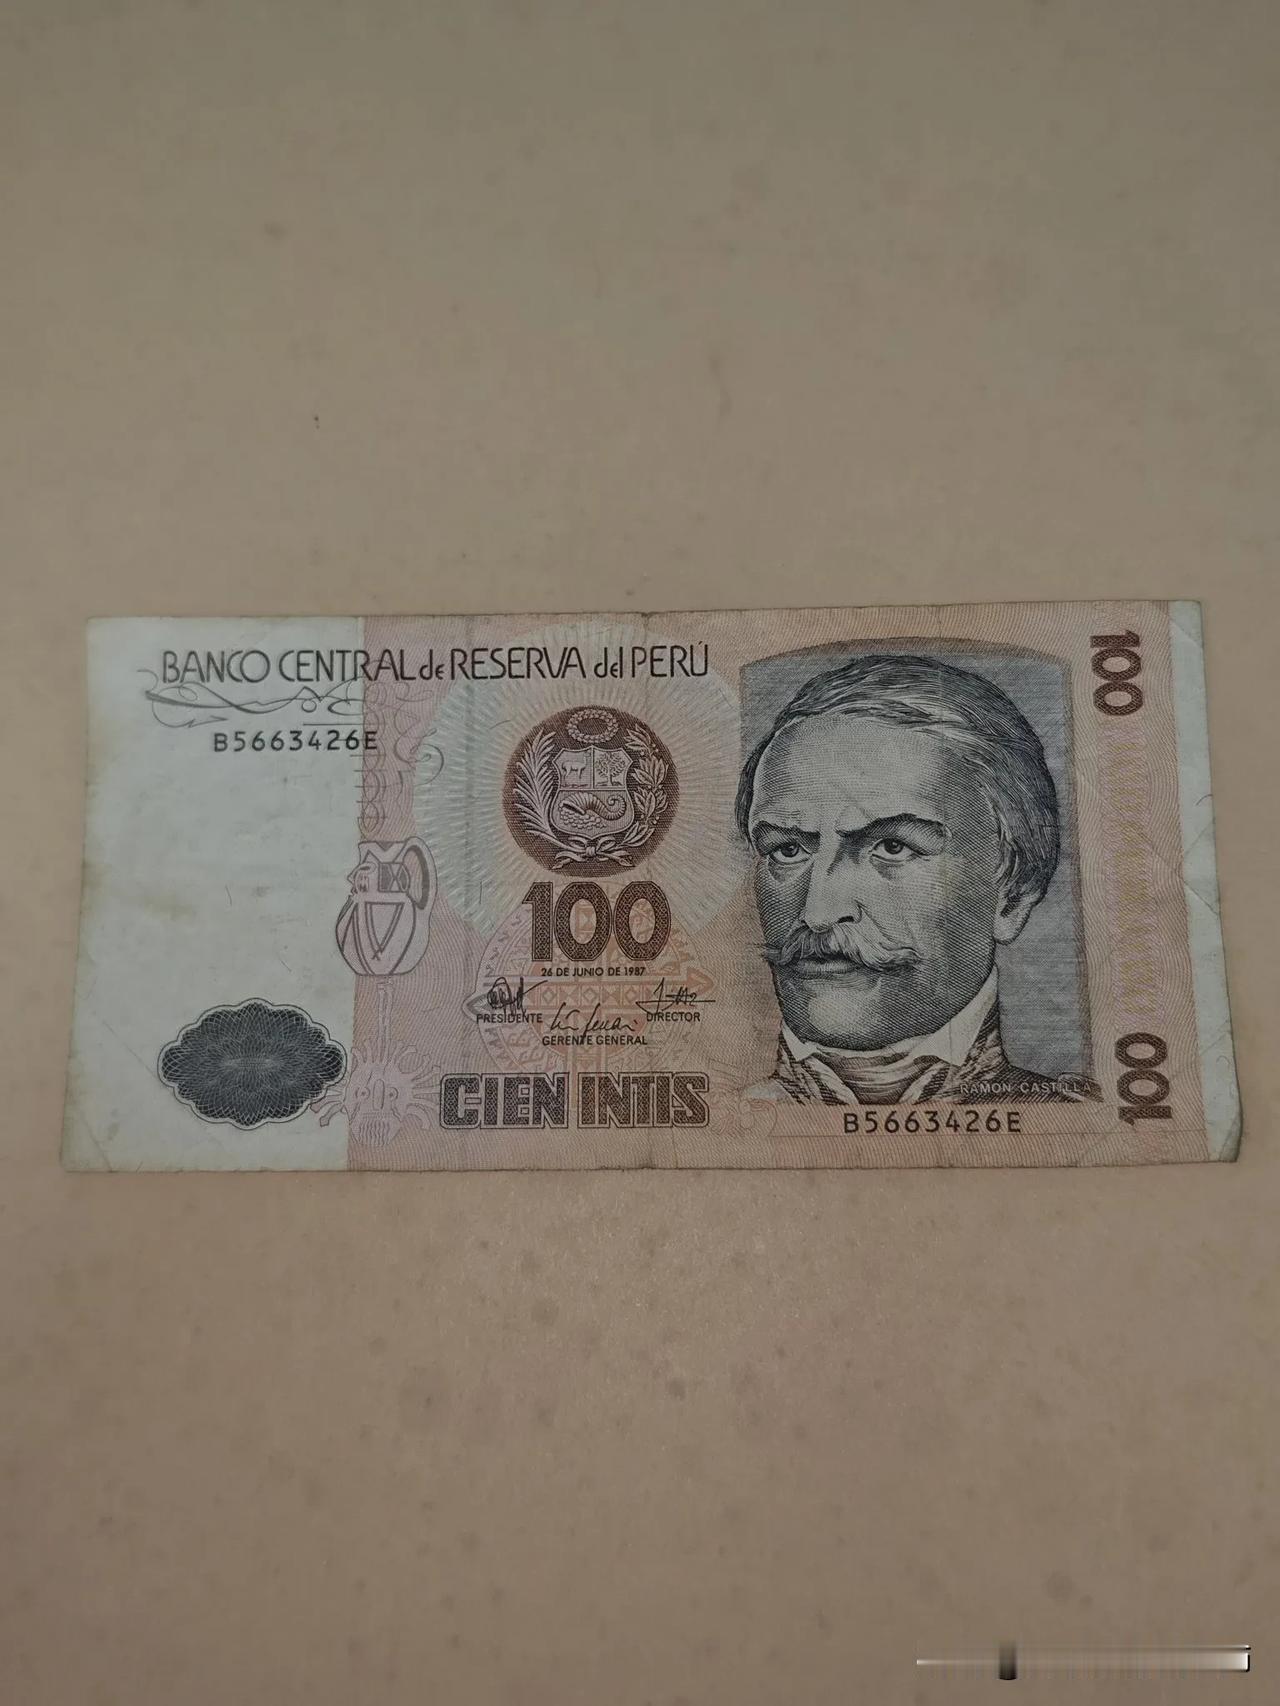 BANCO CENTRAL de RESERVA del PERÚ
B5663426E
100
100
26 DE JUNIO DE 1987
PRESIDENTE
DIRECTOR
GERENTE GENERAL
CIEN INTIS
RAMON CASTILLA
B5663426E
100